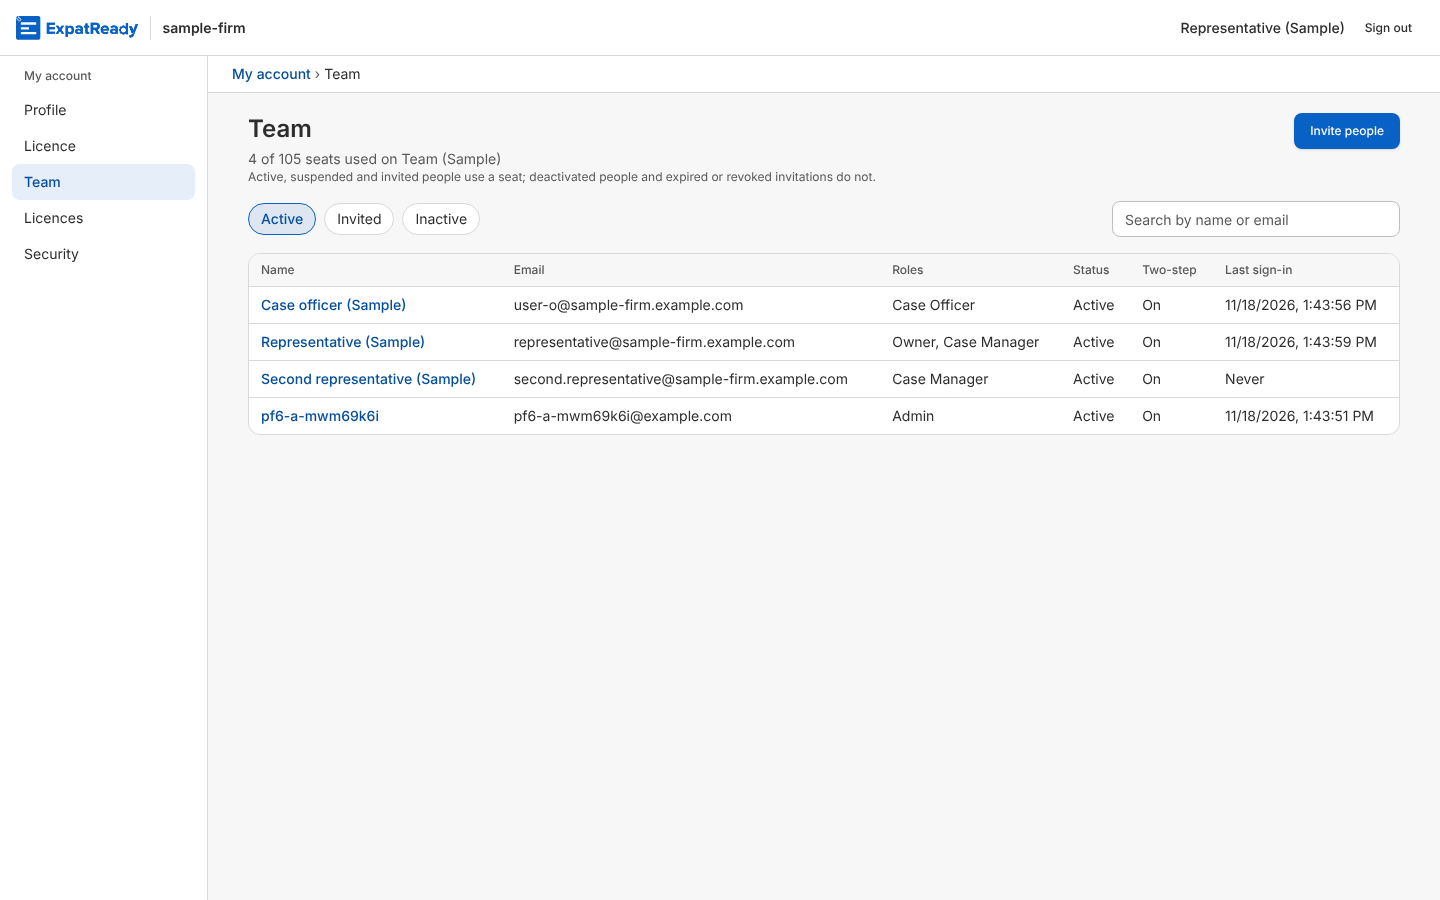 ExpatReady sample-firm Representative (Sample) Sign out
My account
Profile
Licence
Team
Licences
Security
My account › Team
Team
Invite people
4 of 105 seats used on Team (Sample)
Active, suspended and invited people use a seat; deactivated people and expired or revoked invitations do not.
Active Invited Inactive Search by name or email
Name Email Roles Status Two-step Last sign-in
Case officer (Sample) user-o@sample-firm.example.com Case Officer Active On 11/18/2026, 1:43:56 PM
Representative (Sample) representative@sample-firm.example.com Owner, Case Manager Active On 11/18/2026, 1:43:59 PM
Second representative (Sample) second.representative@sample-firm.example.com Case Manager Active On Never
pf6-a-mwm69k6i pf6-a-mwm69k6i@example.com Admin Active On 11/18/2026, 1:43:51 PM